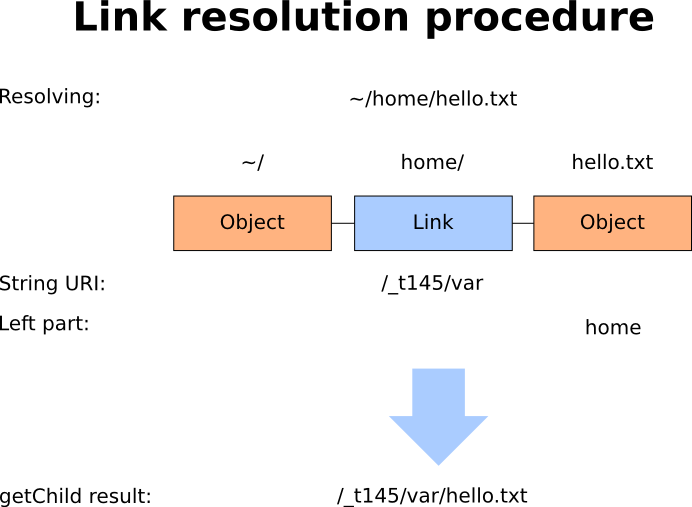 Link resolution procedure
Resolving: ~/home/hello.txt
~/ home/ hello.txt
Object Link Object
String URI: /_t145/var
Left part: home
getChild result: /_t145/var/hello.txt